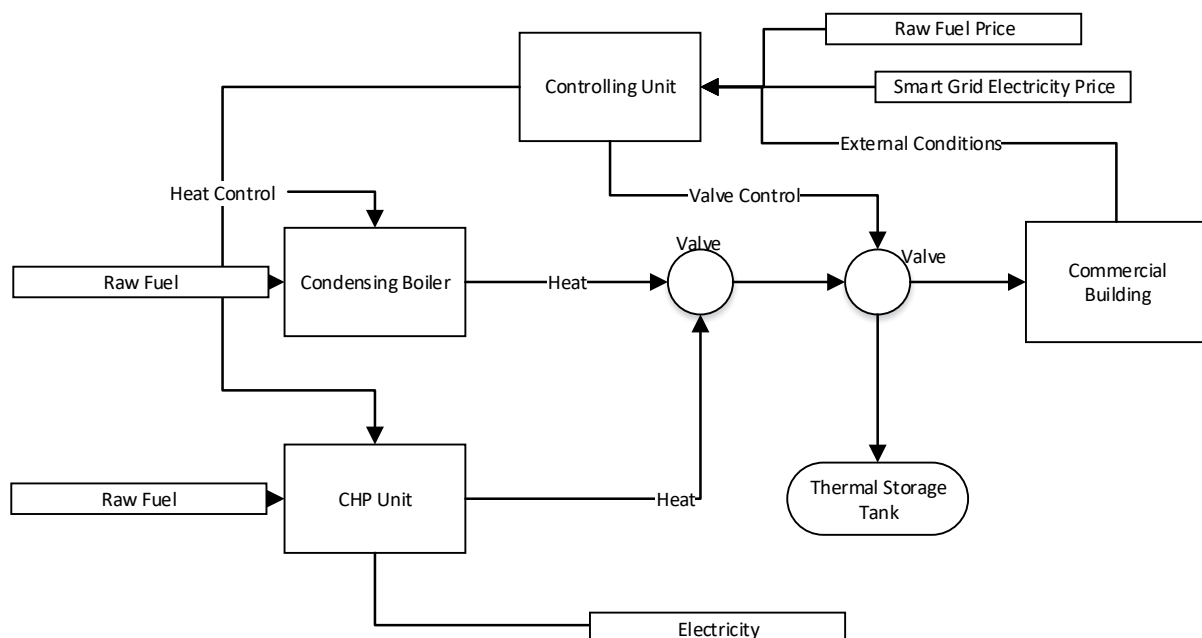 Raw Fuel Price
Controlling Unit
Smart Grid Electricity Price
External Conditions
Heat Control
Valve Control
Valve
Valve
Raw Fuel
Condensing Boiler
Heat
Commercial
Building
Raw Fuel
CHP Unit
Heat
Thermal Storage
Tank
Electricity